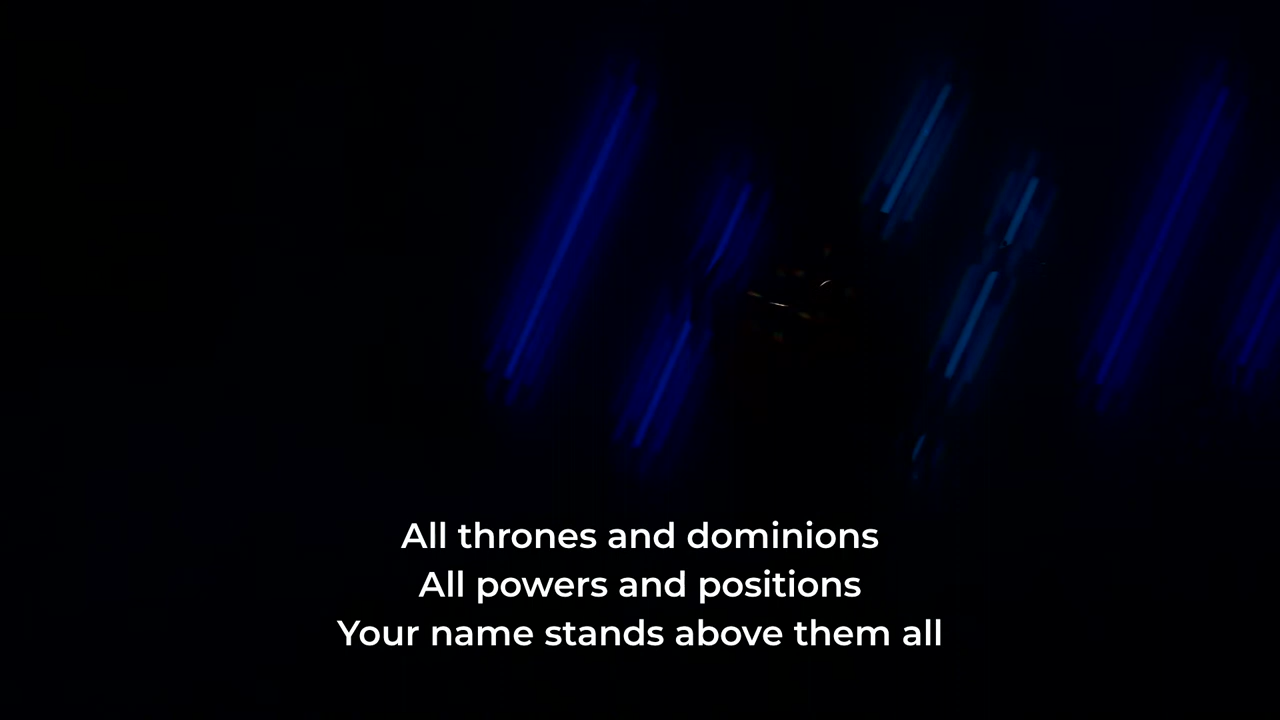 All thrones and dominions
All powers and positions
Your name stands above them all